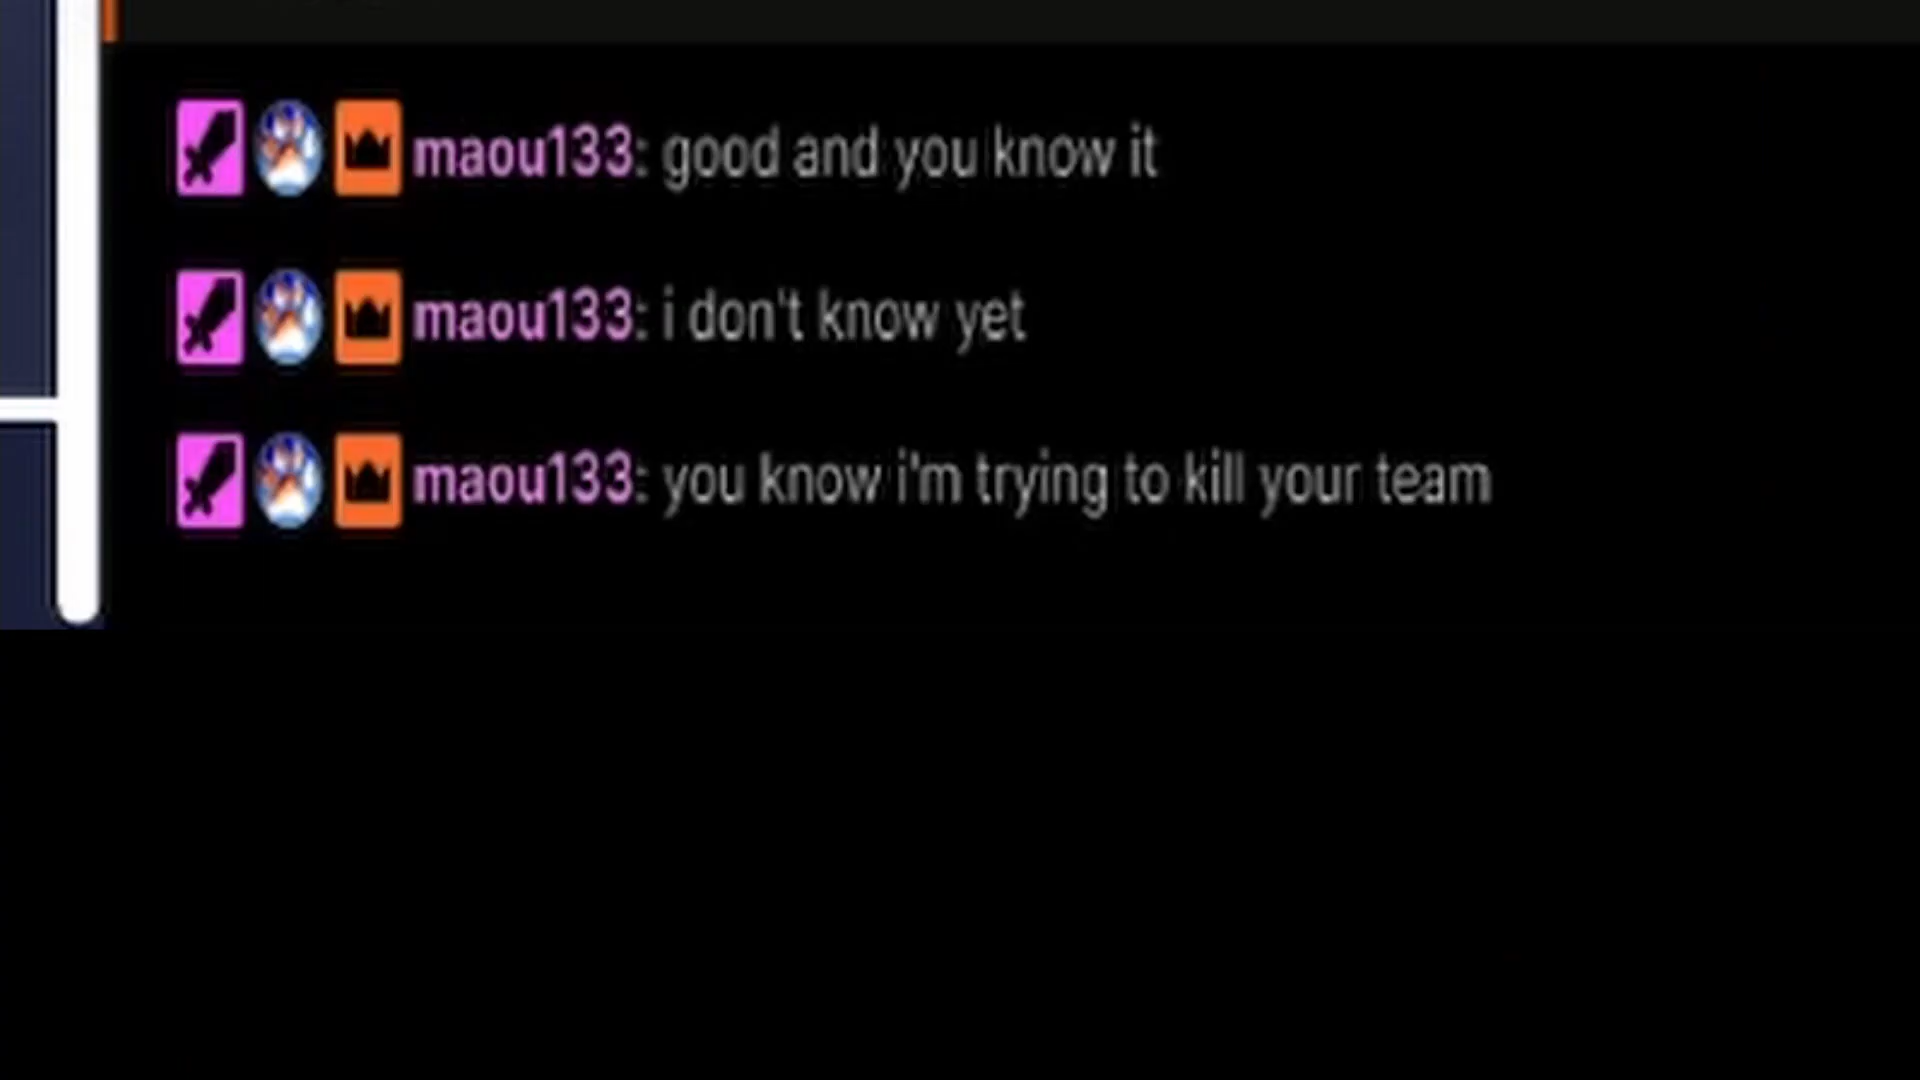 maou133: good and you know it
maou133: i don't know yet
maou133: you know i'm trying to kill your team